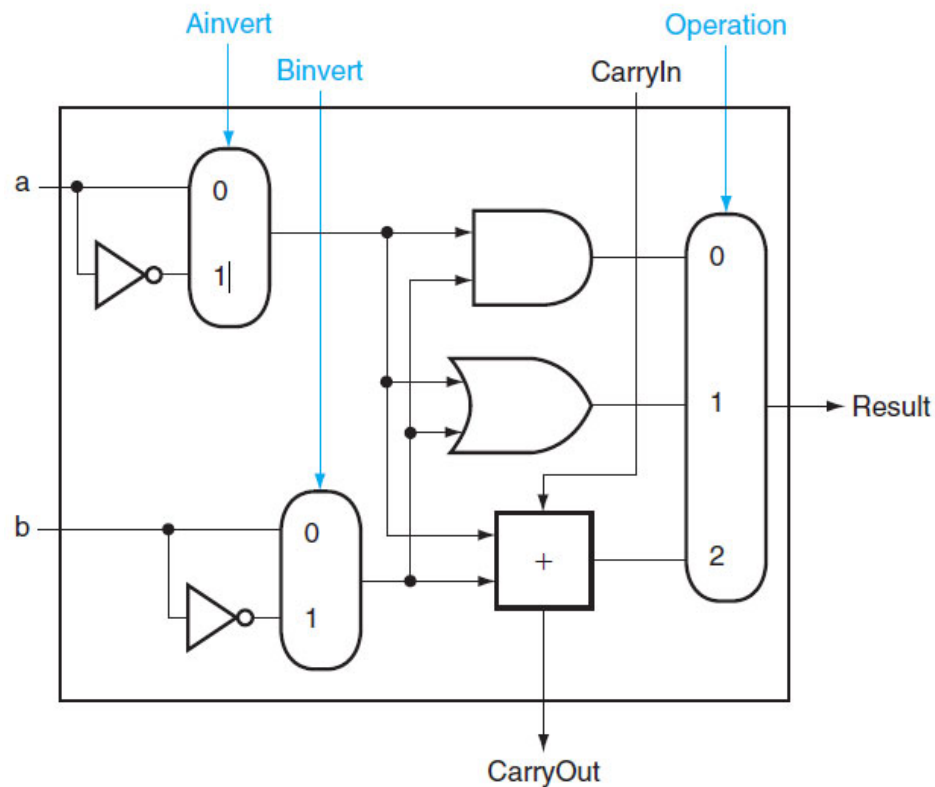 Ainvert
Operation
Binvert
CarryIn
a
0
1
0
1
Result
b
0
1
+
2
CarryOut